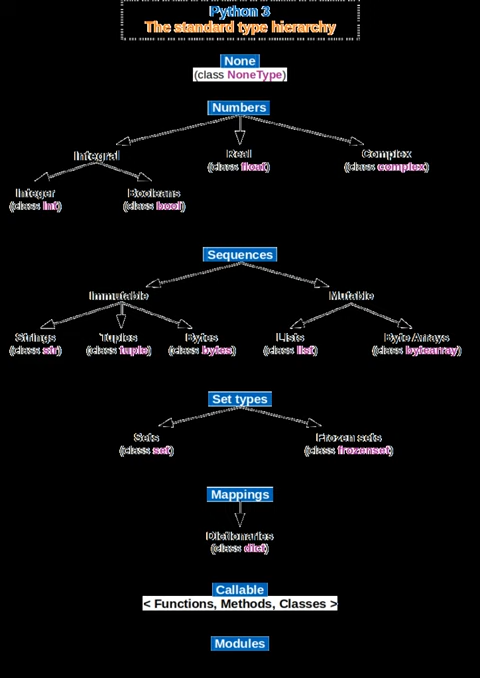 Python 3
The standard type hierarchy
None
(class NoneType)
Numbers
Integral
Real
(class float)
Complex
(class complex)
Integer
(class int)
Booleans
(class bool)
Sequences
Immutable
Mutable
Strings
(class str)
Tuples
(class tuple)
Bytes
(class bytes)
Lists
(class list)
Byte Arrays
(class bytearray)
Set types
Sets
(class set)
Frozen sets
(class frozenset)
Mappings
Dictionaries
(class dict)
Callable
< Functions, Methods, Classes >
Modules